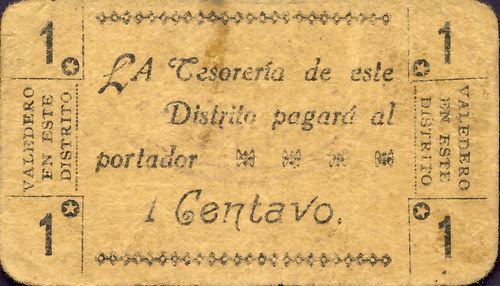 1
VALEDERO
EN ESTE
DISTRITO
1
LA Tesorería de este
Distrito pagará al
portador
1 Centavo.
1
VALEDERO
EN ESTE
DISTRITO
1